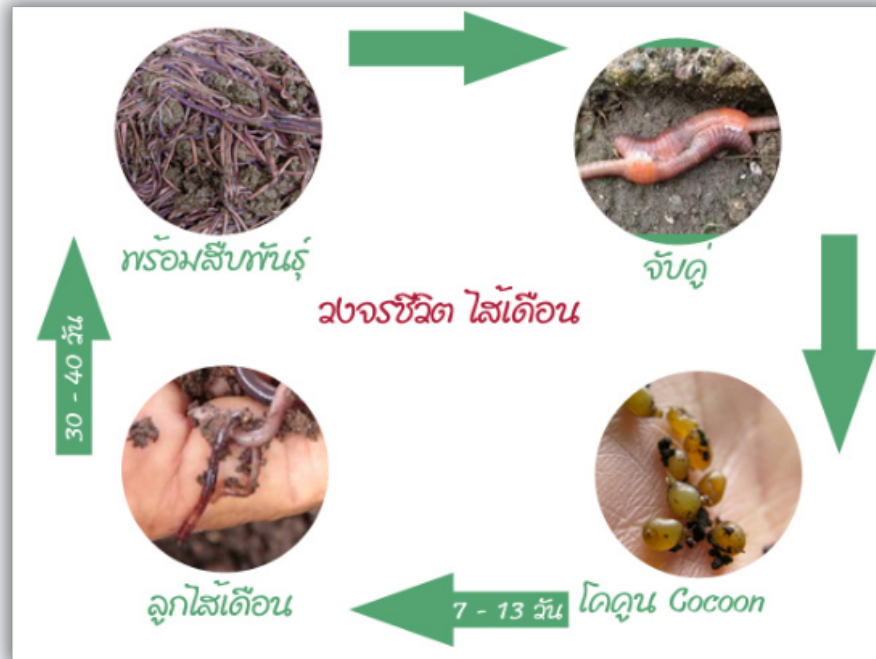 พร้อมสืบพันธุ์
จับคู่
วงจรชีวิต ไส้เดือน
30 - 40 วัน
ลูกไส้เดือน
7 - 13 วัน
โคคูน Cocoon